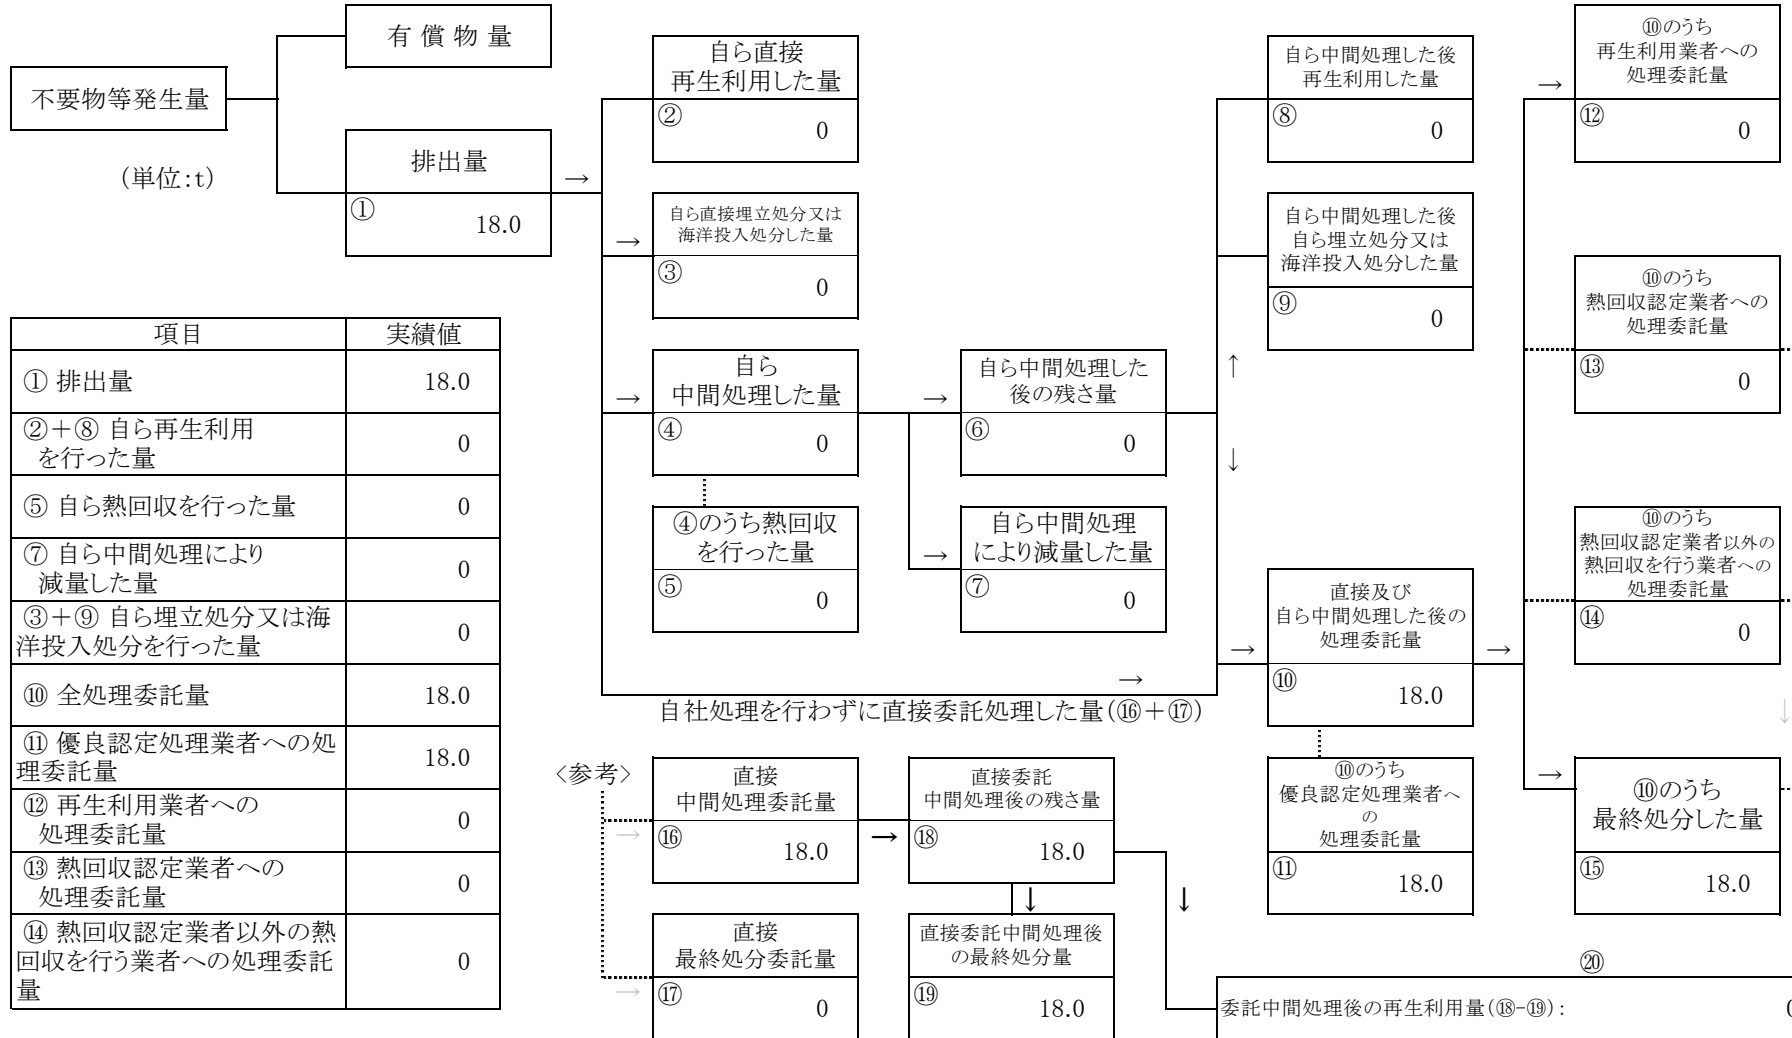 有 償 物 量
不要物等発生量
（単位:t）
排出量
①
18.0
→
自ら直接
再生利用した量
②
0
→
自ら直接埋立処分又は
海洋投入処分した量
③
0
→
自ら
中間処理した量
④
0
④のうち熱回収
を行った量
⑤
0
→
自ら中間処理した
後の残さ量
⑥
0
→
自ら中間処理
により減量した量
⑦
0
自ら中間処理した後
再生利用した量
⑧
0
自ら中間処理した後
自ら埋立処分又は
海洋投入処分した量
⑨
0
↑
↓
→
自社処理を行わずに直接委託処理した量（⑯＋⑰）
→
直接及び
自ら中間処理した後の
処理委託量
⑩
18.0
→
⑩のうち
優良認定処理業者へ
の
処理委託量
⑪
18.0
→
⑩のうち
再生利用業者への
処理委託量
⑫
0
⑩のうち
熱回収認定業者への
処理委託量
⑬
0
⑩のうち
熱回収認定業者以外の
熱回収を行う業者への
処理委託量
⑭
0
↓
→
⑩のうち
最終処分した量
⑮
18.0
項目 実績値
① 排出量 18.0
②＋⑧ 自ら再生利用
を行った量 0
⑤ 自ら熱回収を行った量 0
⑦ 自ら中間処理により
減量した量 0
③＋⑨ 自ら埋立処分又は海
洋投入処分を行った量 0
⑩ 全処理委託量 18.0
⑪ 優良認定処理業者への処
理委託量 18.0
⑫ 再生利用業者への
処理委託量 0
⑬ 熱回収認定業者への
処理委託量 0
⑭ 熱回収認定業者以外の熱
回収を行う業者への処理委託
量 0
〈参考〉
→
直接
中間処理委託量
⑯
18.0
→
直接委託
中間処理後の残さ量
⑱
18.0
↓
↓
→
直接
最終処分委託量
⑰
0
直接委託中間処理後
の最終処分量
⑲
18.0
⑳
委託中間処理後の再生利用量（⑱-⑲）: 0